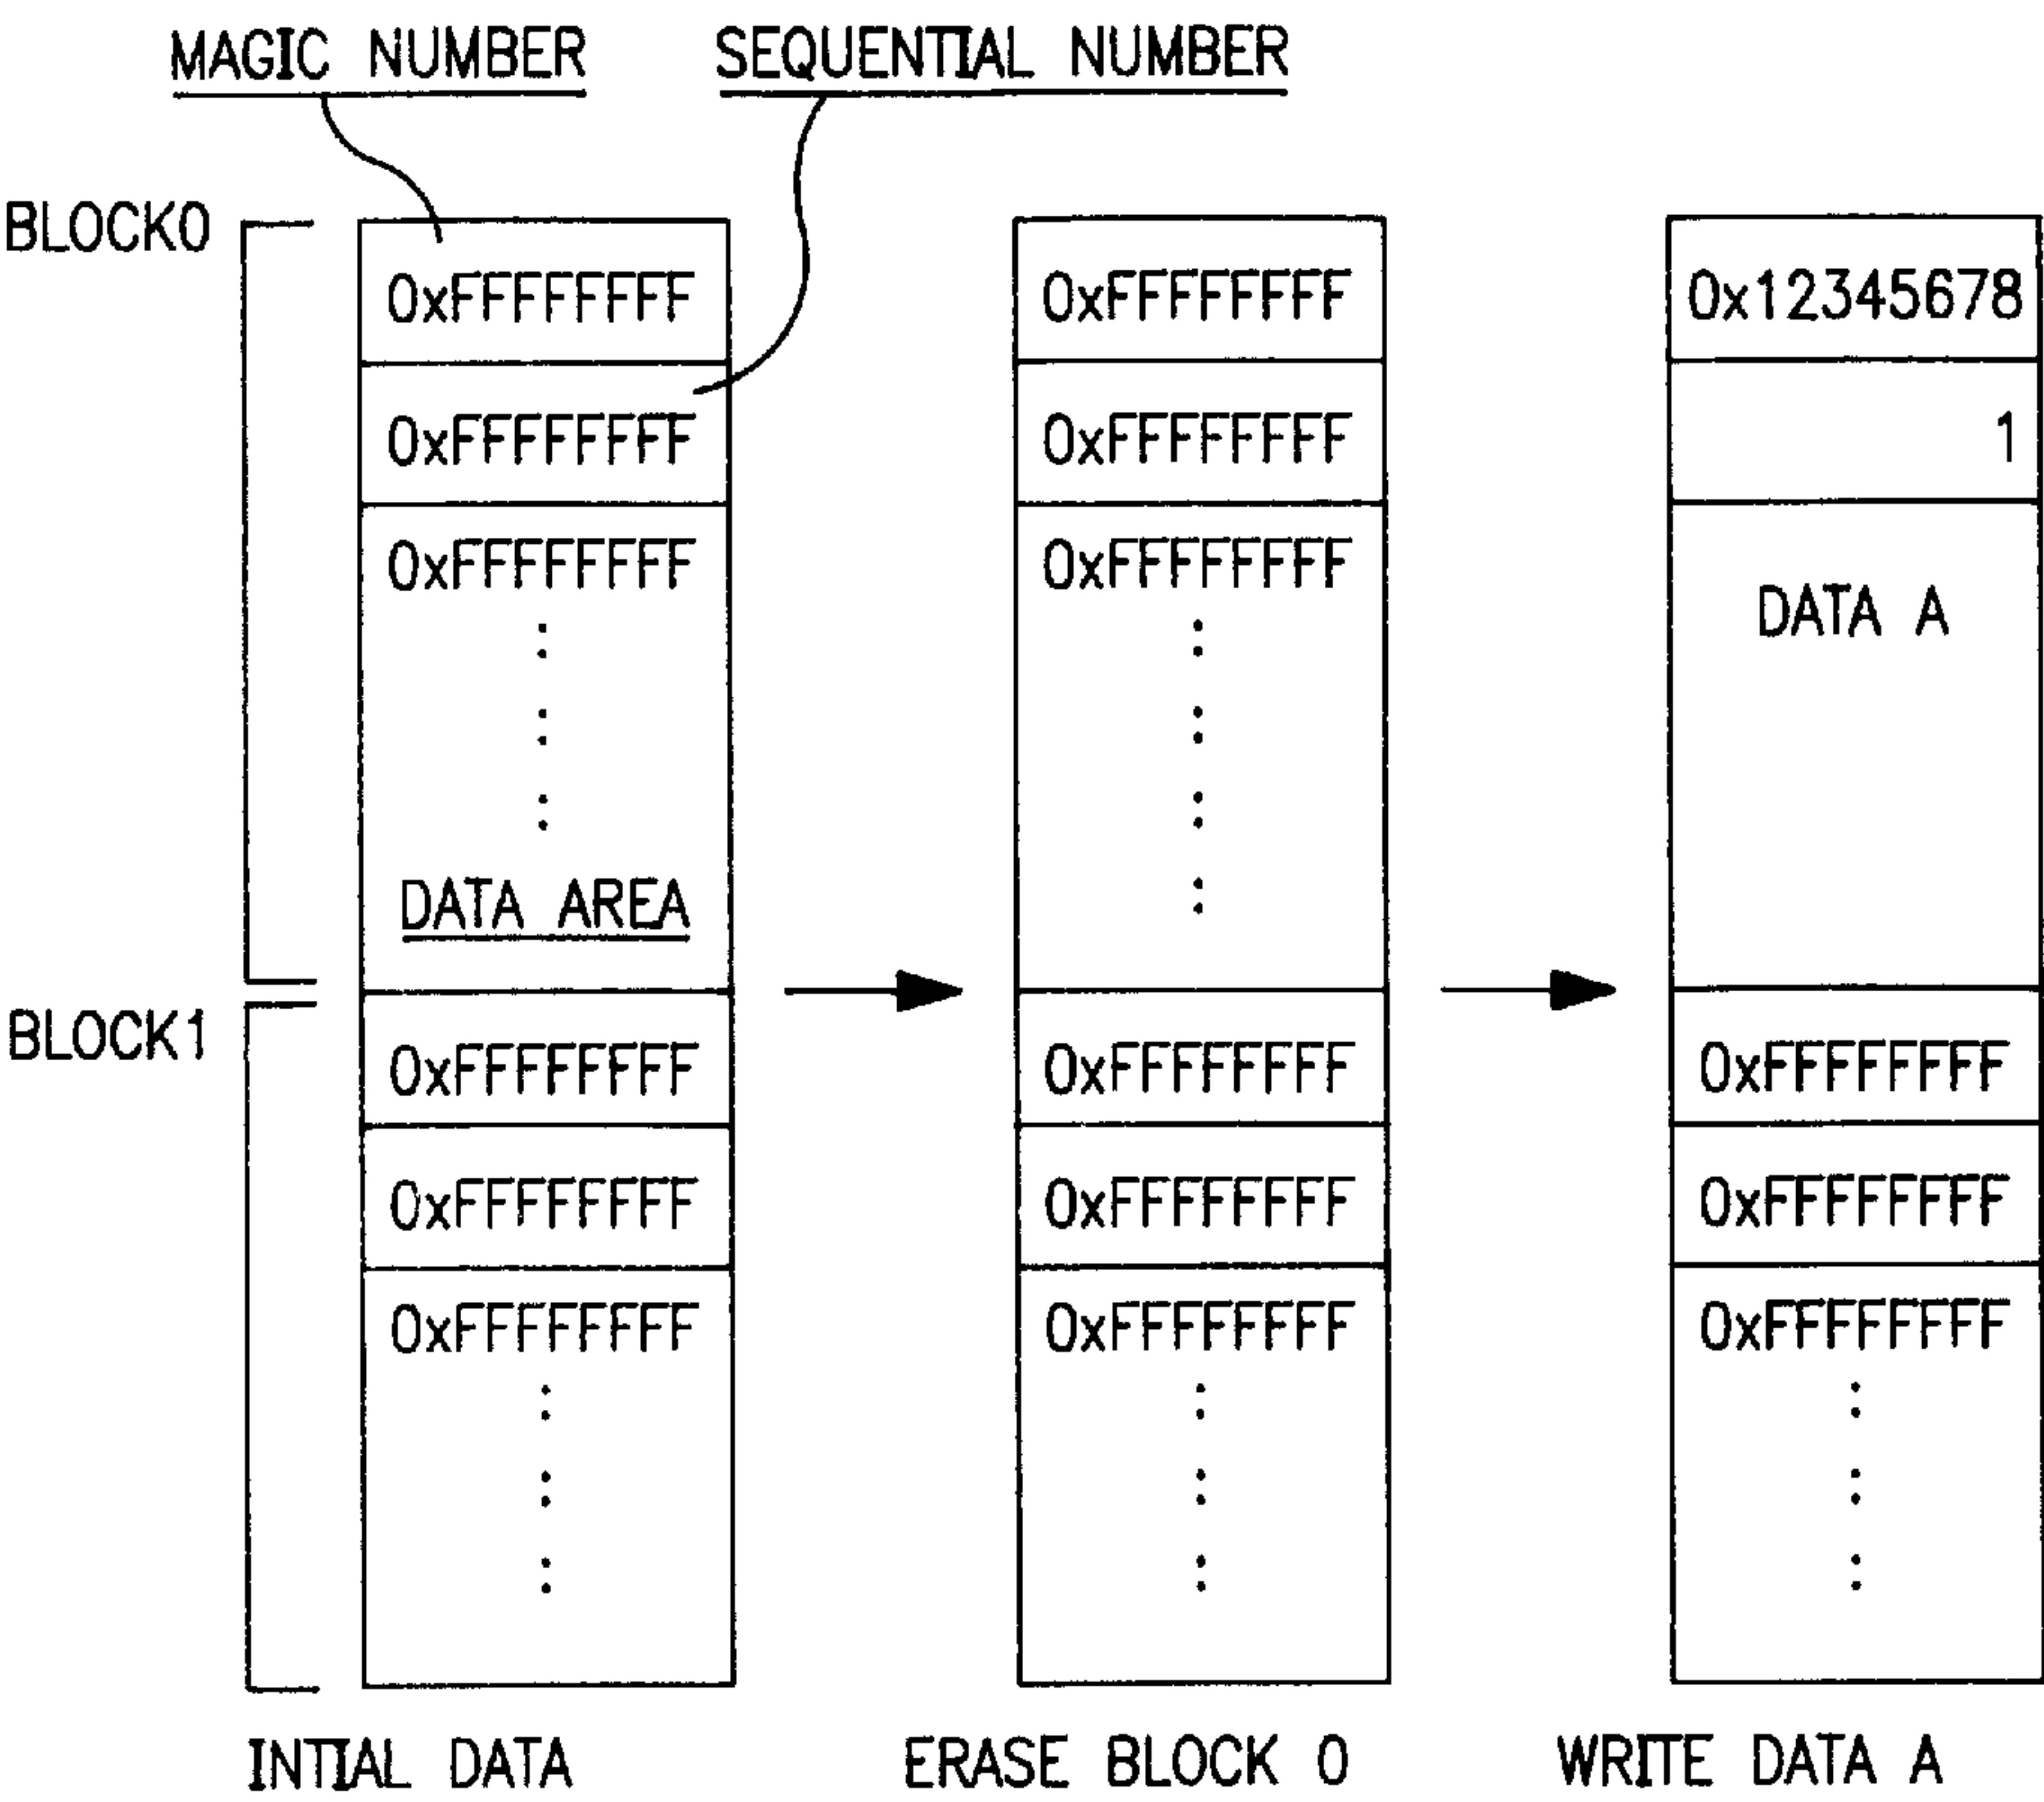 MAGIC NUMBER
SEQUENTIAL NUMBER
BLOCK0
0xFFFFFFFF
0xFFFFFFFF
0xFFFFFFFF
DATA AREA
BLOCK1
0xFFFFFFFF
0xFFFFFFFF
0xFFFFFFFF
INTIAL DATA
0xFFFFFFFF
0xFFFFFFFF
0xFFFFFFFF
0xFFFFFFFF
0xFFFFFFFF
0xFFFFFFFF
ERASE BLOCK 0
0x12345678
1
DATA A
0xFFFFFFFF
0xFFFFFFFF
0xFFFFFFFF
WRITE DATA A